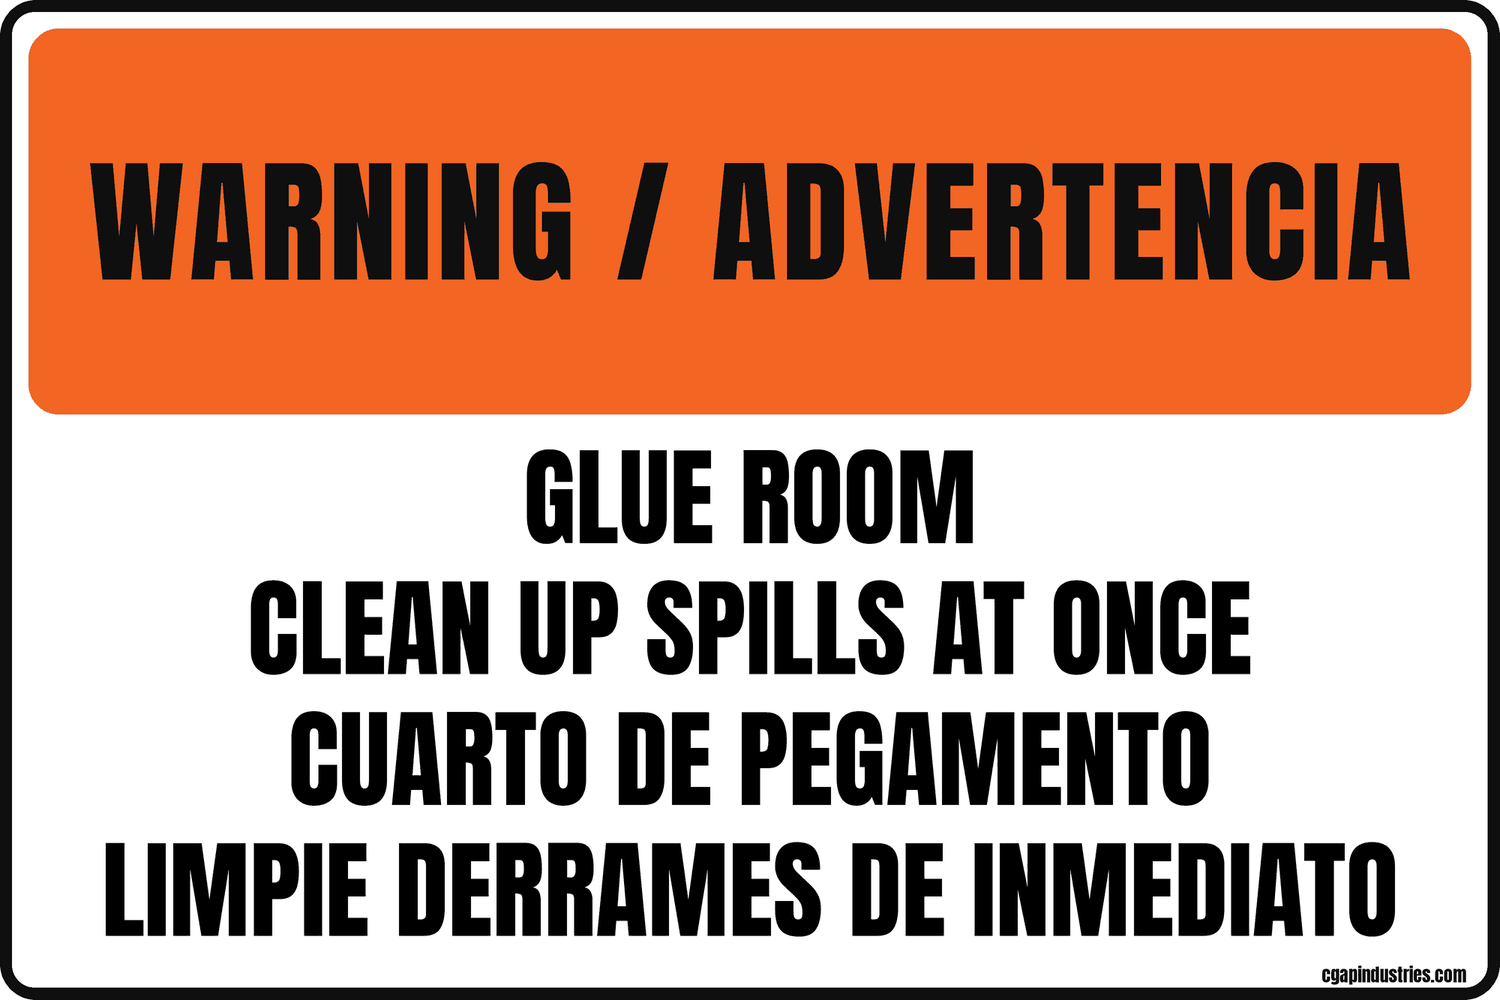 WARNING / ADVERTENCIA
GLUE ROOM
CLEAN UP SPILLS AT ONCE
CUARTO DE PEGAMENTO
LIMPIE DERRAMES DE INMEDIATO
cgapindustries.com